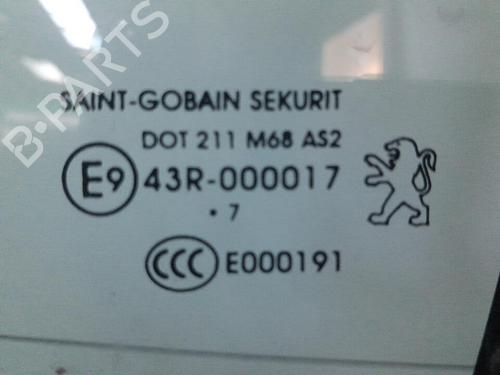 B-PARTS
SAINT-GOBAIN SEKURIT
DOT 211 M68 AS2
E9 43R-000017
. 7
CCC E000191